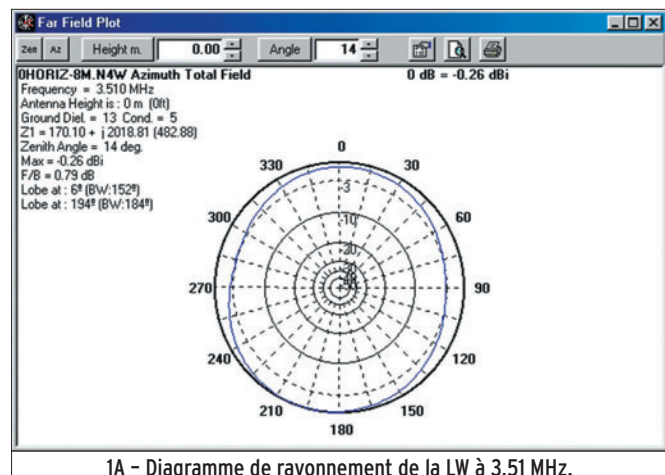 Far Field Plot
Zen Az Height m. 0.00 Angle 14
0HORIZ-8M.N4W Azimuth Total Field 0 dB = -0.26 dBi
Frequency = 3.510 MHz
Antenna Height is : 0 m (0ft)
Ground Diel. = 13 Cond. = 5
Z1 = 170.10 + j 2018.81 (482.88)
Zenith Angle = 14 deg.
Max = -0.26 dBi
F/B = 0.79 dB
Lobe at : 6º (BW:152º)
Lobe at : 194º (BW:184º)
0
330 30
-3
300 60
-10
-20
270 90
240 120
210 150
180
1A – Diagramme de rayonnement de la LW à 3.51 MHz.